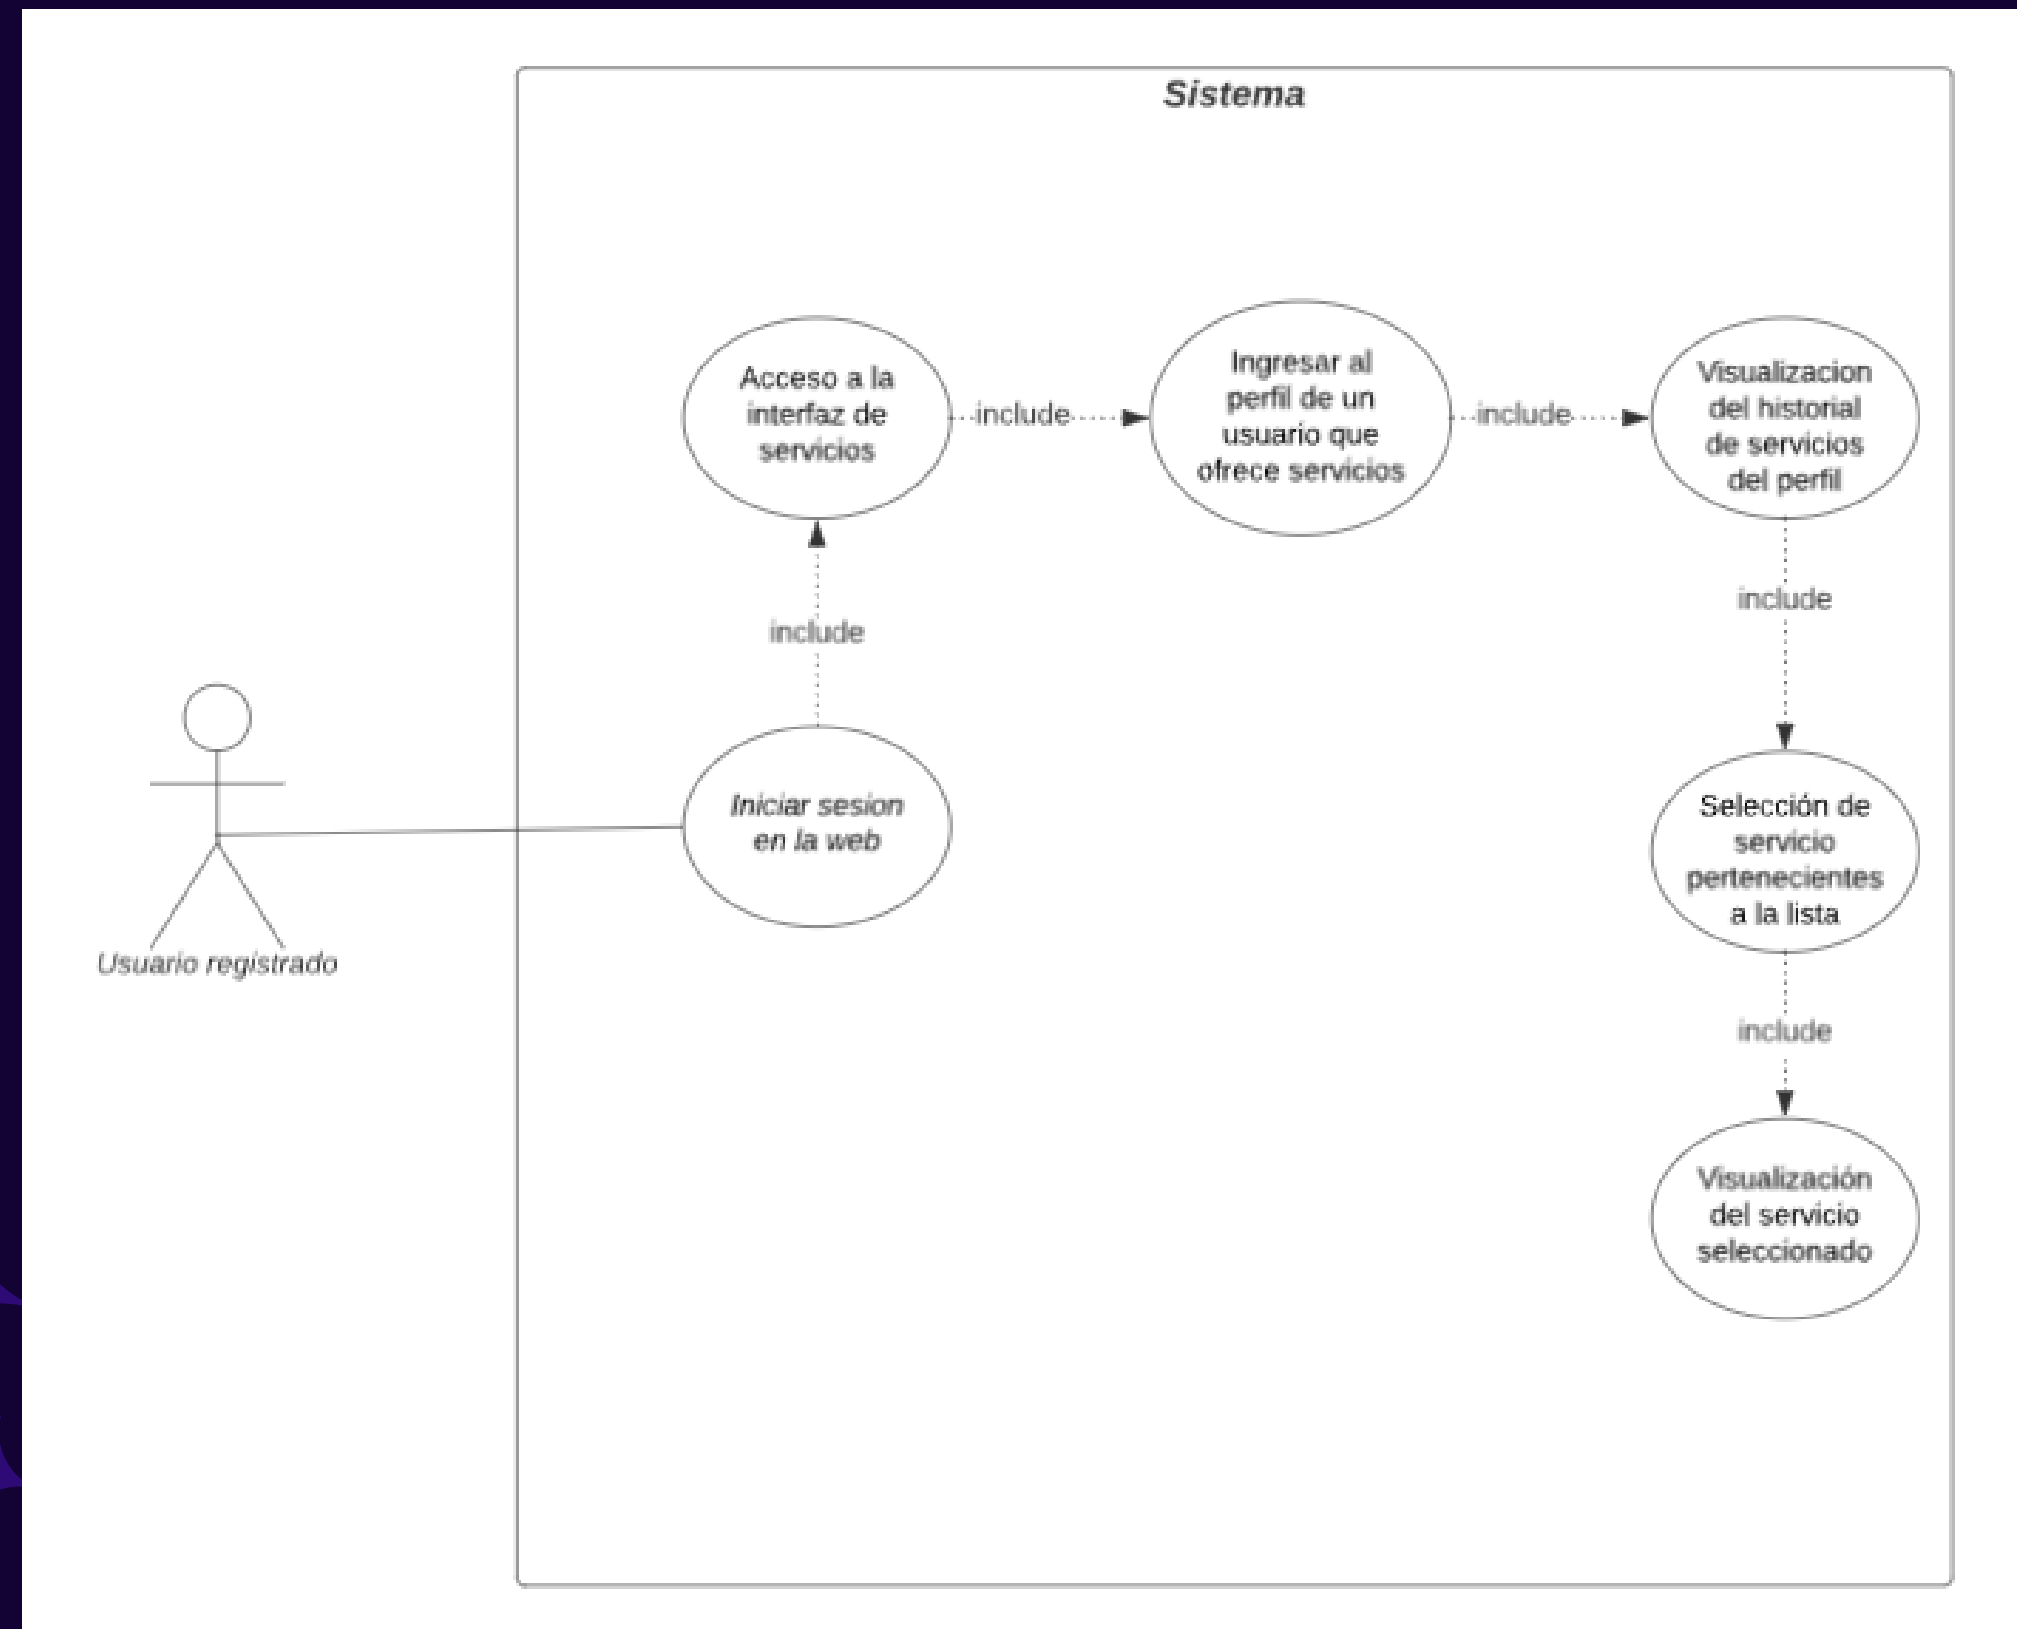 Sistema
Acceso a la
interfaz de
servicios
include
Ingresar al
perfil de un
usuario que
ofrece servicios
include
Visualizacion
del historial
de servicios
del perfil
include
include
Usuario registrado
Iniciar sesion
en la web
Selección de
servicio
pertenecientes
a la lista
include
Visualización
del servicio
seleccionado